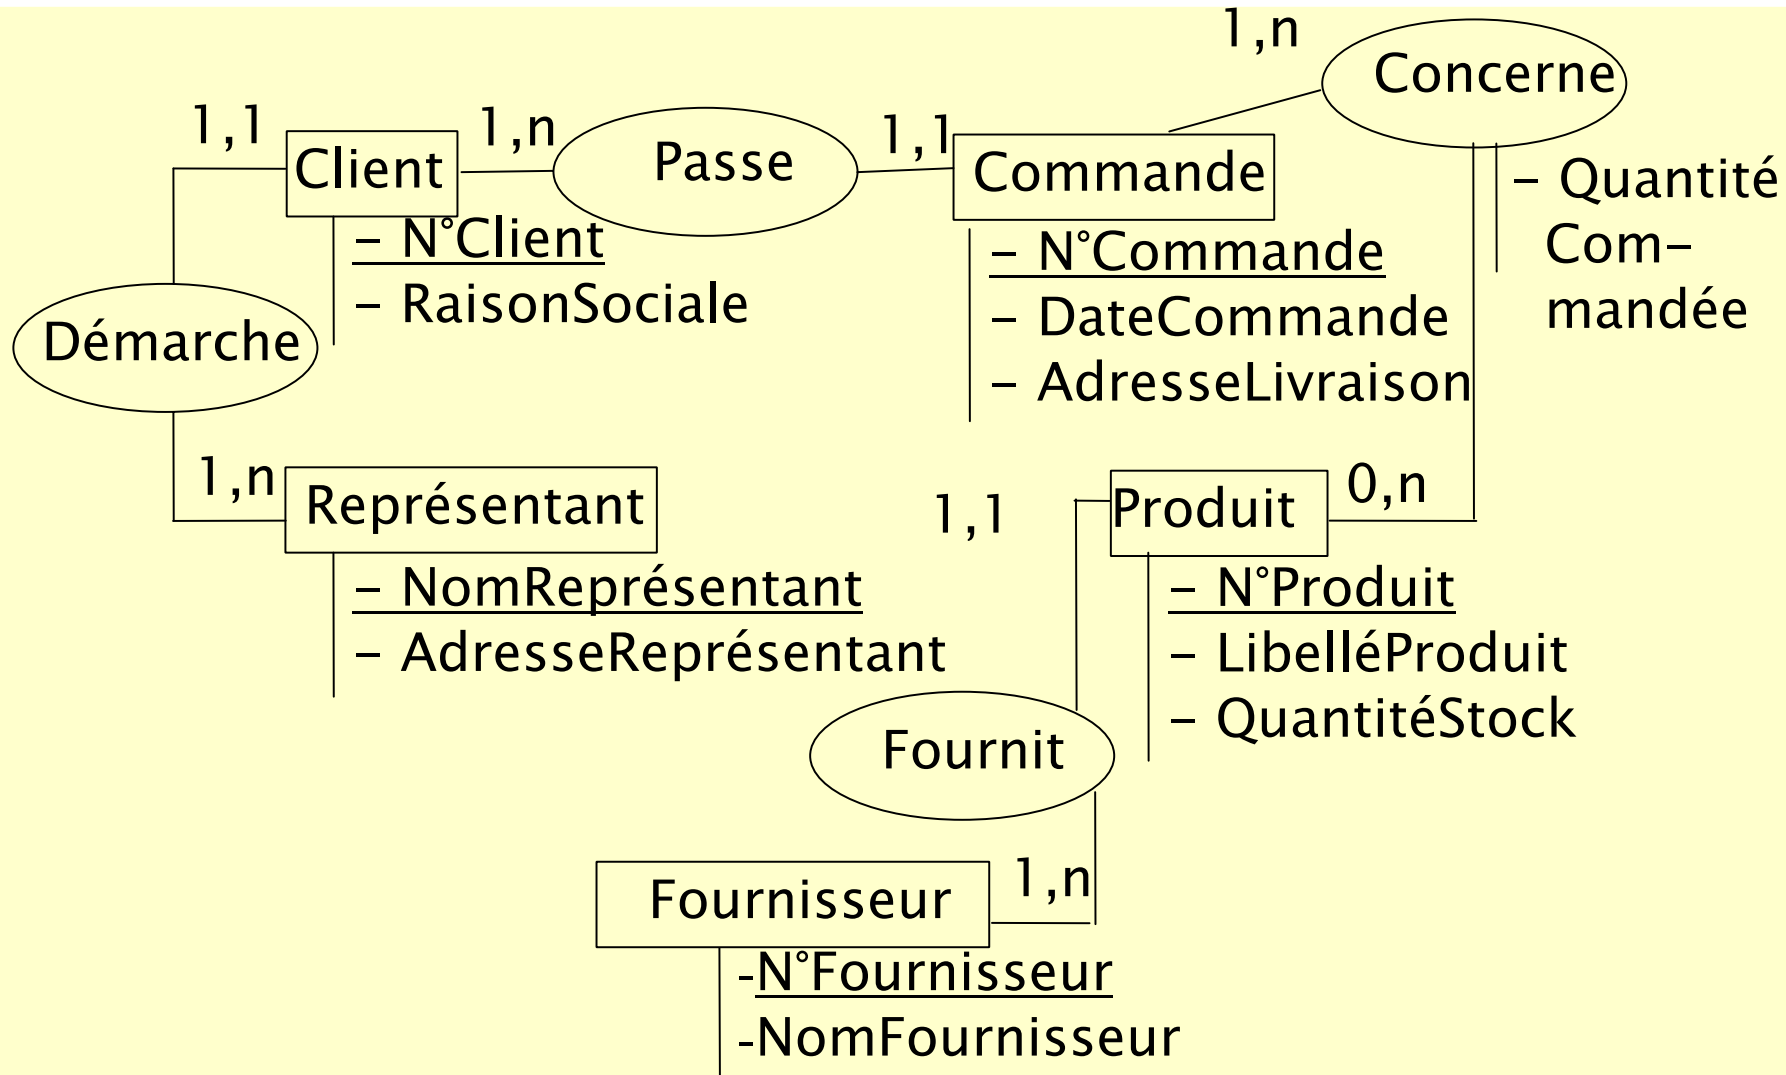 1,n
Concerne
1,1
Client
1,n
Passe
1,1
Commande
– Quantité
Com–
mandée
– N°Client
– RaisonSociale
– N°Commande
– DateCommande
– AdresseLivraison
Démarche
1,n
Représentant
– NomReprésentant
– AdresseReprésentant
1,1
Produit
0,n
– N°Produit
– LibelléProduit
– QuantitéStock
Fournit
Fournisseur
1,n
-N°Fournisseur
-NomFournisseur